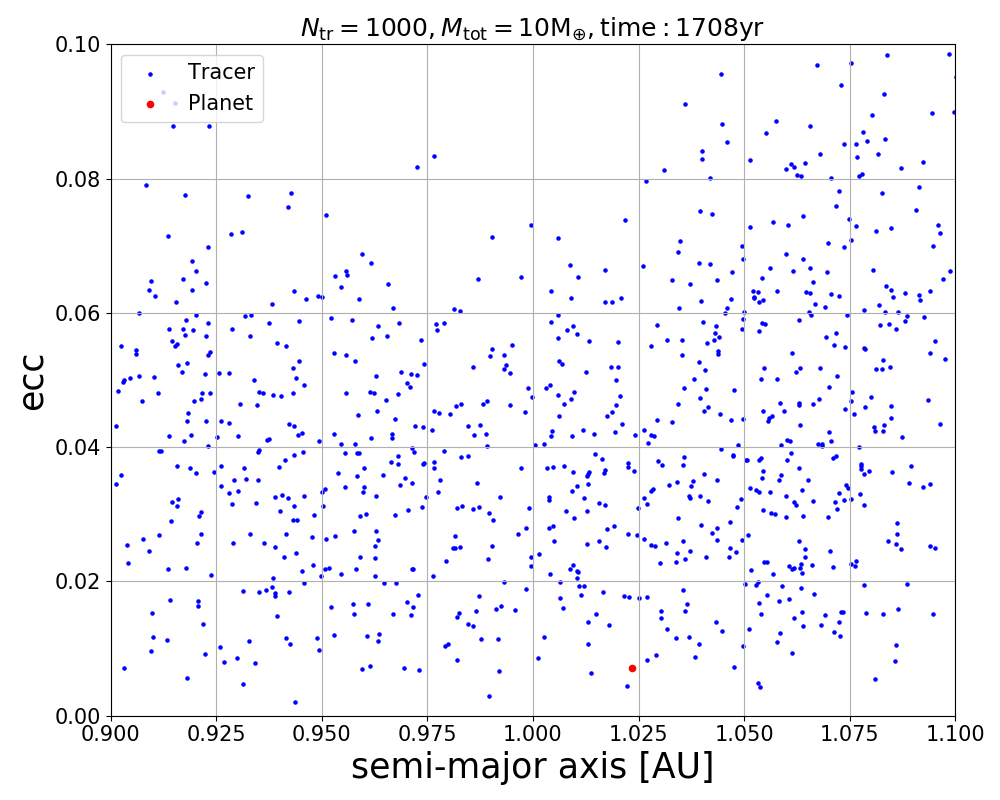 N_tr = 1000, M_tot = 10M_⊕, time : 1708yr
Tracer
Planet
ecc
0.10
0.08
0.06
0.04
0.02
0.00
0.900 0.925 0.950 0.975 1.000 1.025 1.050 1.075 1.100
semi-major axis [AU]